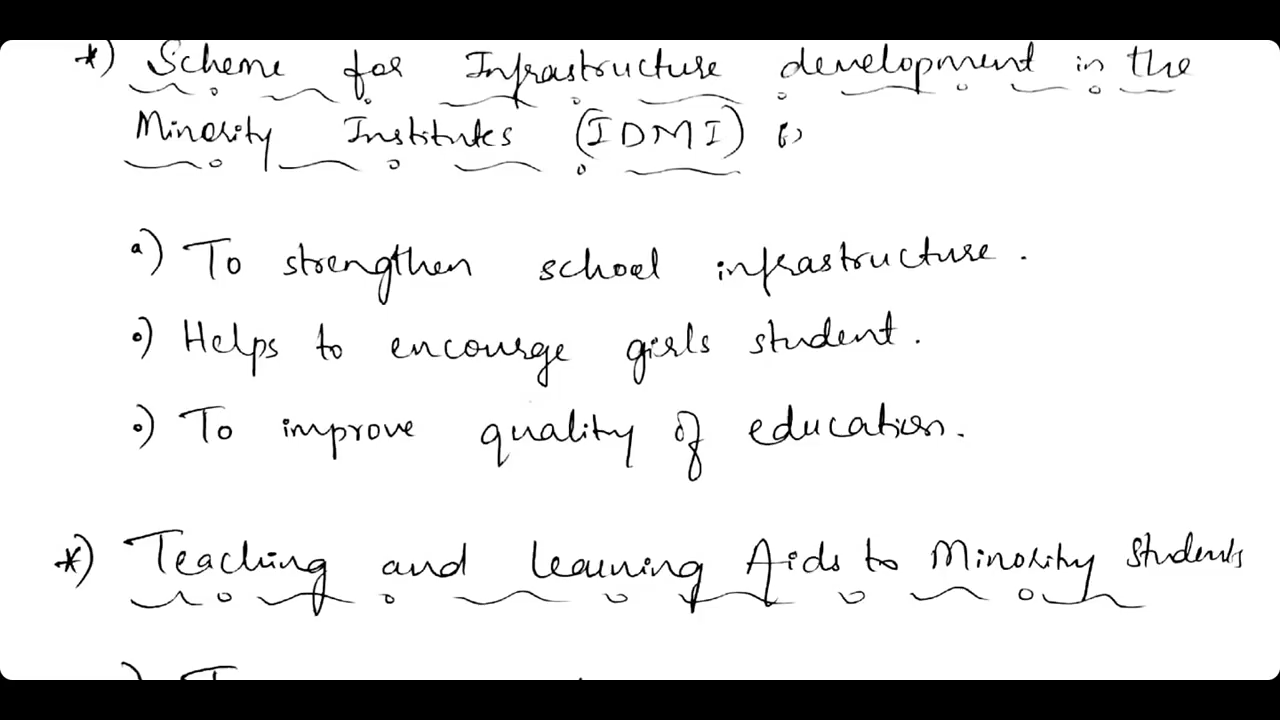 *) Scheme for Infrastructure development in the
Minority Institutes (IDMI) :
a) To strengthen school infrastructure.
o) Helps to encourge girls student.
o) To improve quality of education.
*) Teaching and learning Aids to Minority students